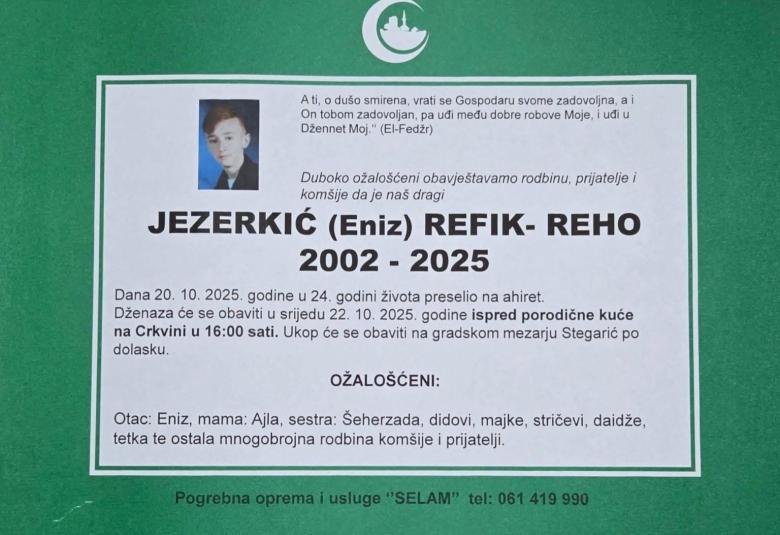 A ti, o dušo smirena, vrati se Gospodaru svome zadovoljna, a i
On tobom zadovoljan, pa uđi među dobre robove Moje, i uđi u
Džennet Moj." (El-Fedžr)
Duboko ožalošćeni obavještavamo rodbinu, prijatelje i
komšije da je naš dragi
JEZERKIĆ (Eniz) REFIK- REHO
2002 - 2025
Dana 20. 10. 2025. godine u 24. godini života preselio na ahiret.
Dženaza će se obaviti u srijedu 22. 10. 2025. godine ispred porodične kuće
na Crkvini u 16:00 sati. Ukop će se obaviti na gradskom mezarju Stegarić po
dolasku.
OŽALOŠĆENI:
Otac: Eniz, mama: Ajla, sestra: Šeherzada, didovi, majke, stričevi, daidže,
tetka te ostala mnogobrojna rodbina komšije i prijatelji.
Pogrebna oprema i usluge ''SELAM'' tel: 061 419 990